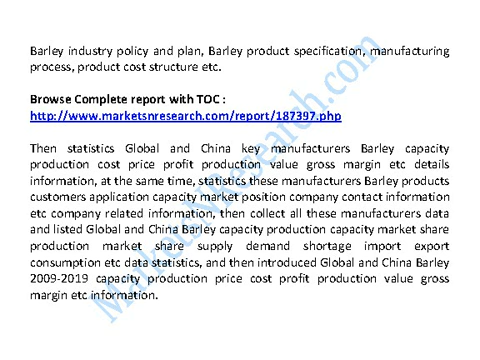 Barley industry policy and plan, Barley product specification, manufacturing
process, product cost structure etc.
Browse Complete report with TOC :
http://www.marketsnresearch.com/report/187397.php
Then statistics Global and China key manufacturers Barley capacity
production cost price profit production value gross margin etc details
information, at the same time, statistics these manufacturers Barley products
customers application capacity market position company contact information
etc company related information, then collect all these manufacturers data
and listed Global and China Barley capacity production capacity market share
production market share supply demand shortage import export
consumption etc data statistics, and then introduced Global and China Barley
2009-2019 capacity production price cost profit production value gross
margin etc information.
MarketsNResearch.com